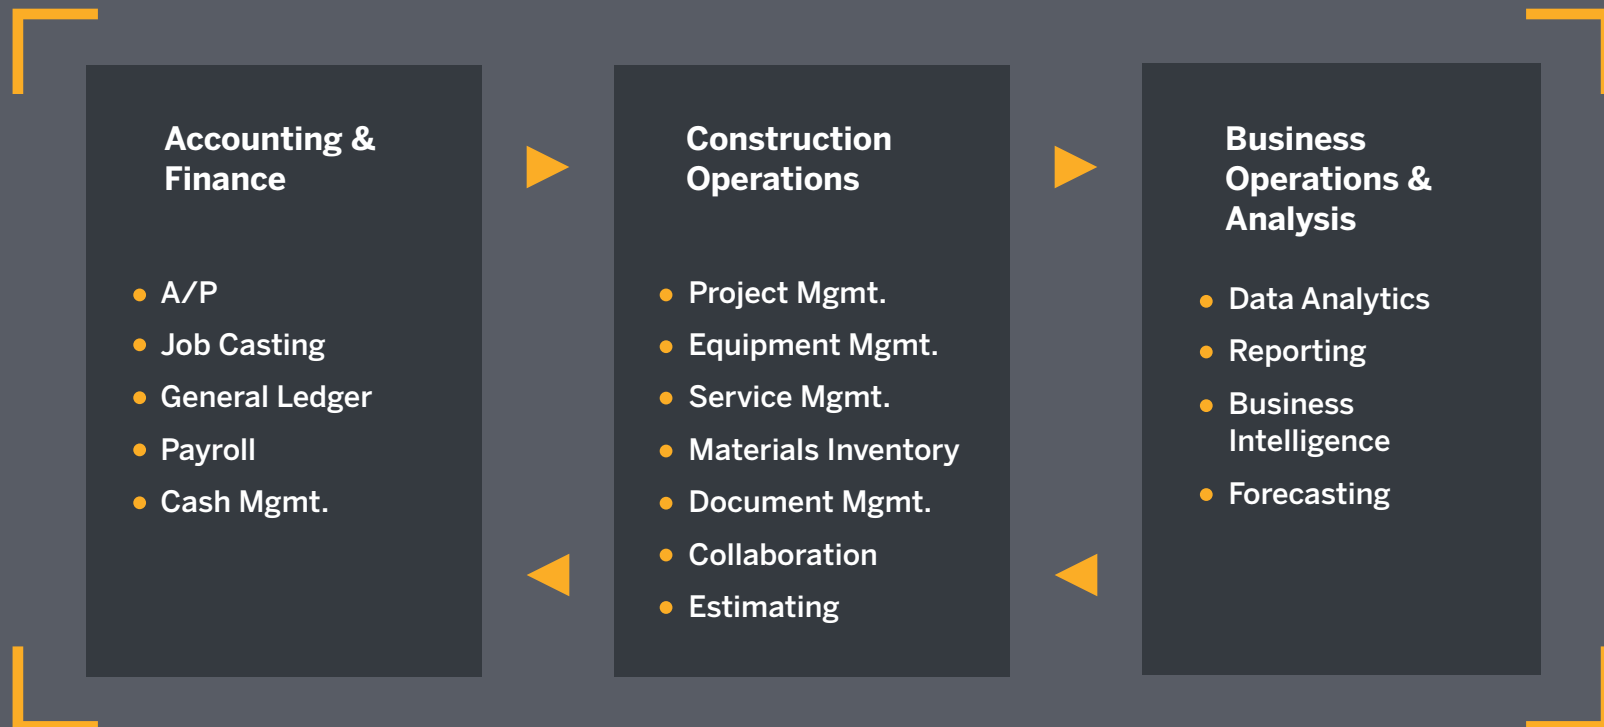 Accounting &
Finance
A/P
Job Casting
General Ledger
Payroll
Cash Mgmt.
Construction
Operations
Project Mgmt.
Equipment Mgmt.
Service Mgmt.
Materials Inventory
Document Mgmt.
Collaboration
Estimating
Business
Operations &
Analysis
Data Analytics
Reporting
Business
Intelligence
Forecasting